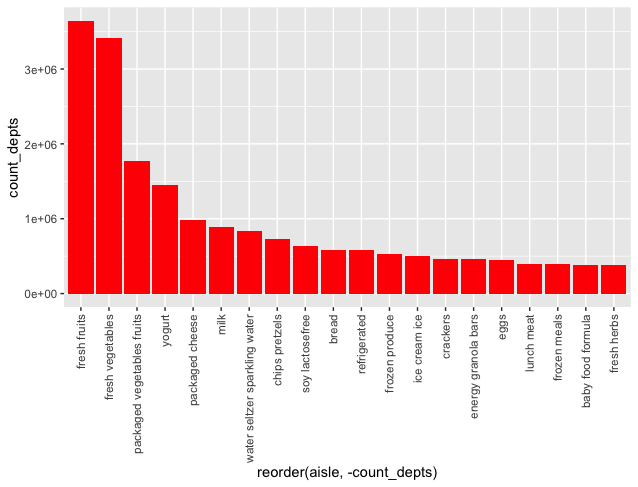 count_depts
3e+06
2e+06
1e+06
0e+00
fresh fruits
fresh vegetables
packaged vegetables fruits
yogurt
packaged cheese
milk
water seltzer sparkling water
chips pretzels
soy lactosefree
bread
refrigerated
frozen produce
ice cream ice
crackers
energy granola bars
eggs
lunch meat
frozen meals
baby food formula
fresh herbs
reorder(aisle, -count_depts)